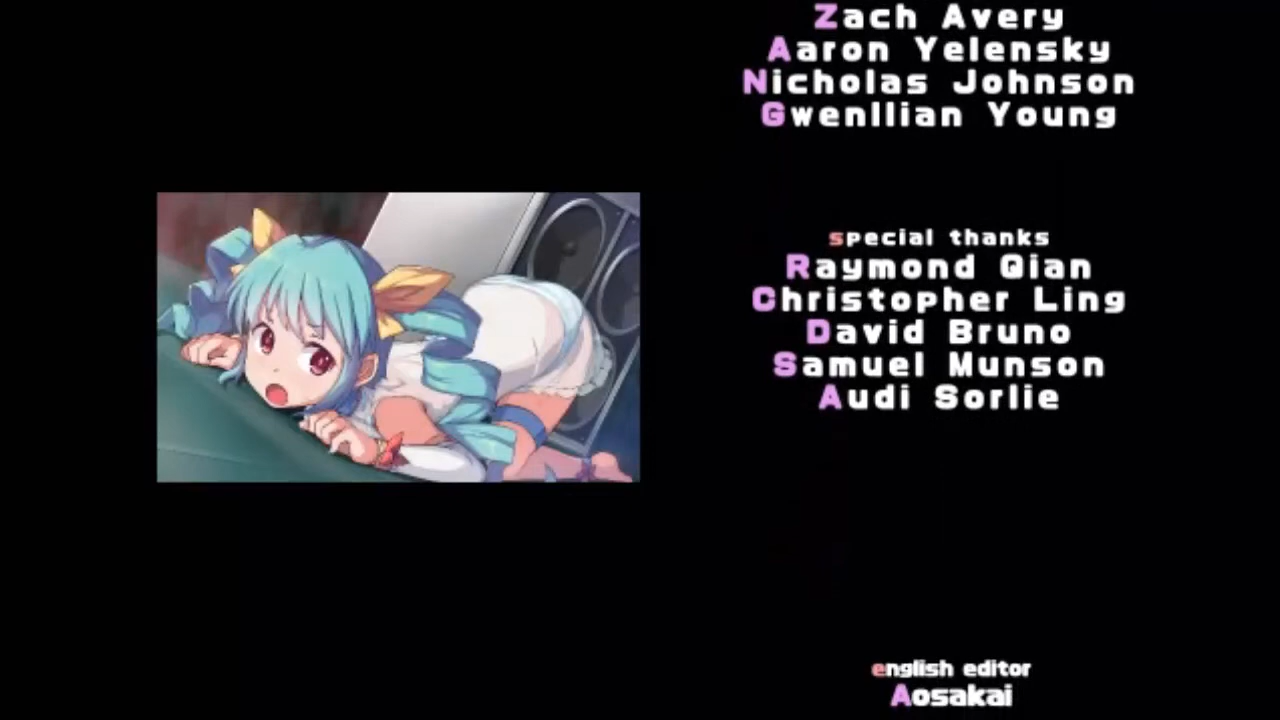 Zach Avery
Aaron Yelensky
Nicholas Johnson
Gwenllian Young
special thanks
Raymond Qian
Christopher Ling
David Bruno
Samuel Munson
Audi Sorlie
english editor
Aosakai